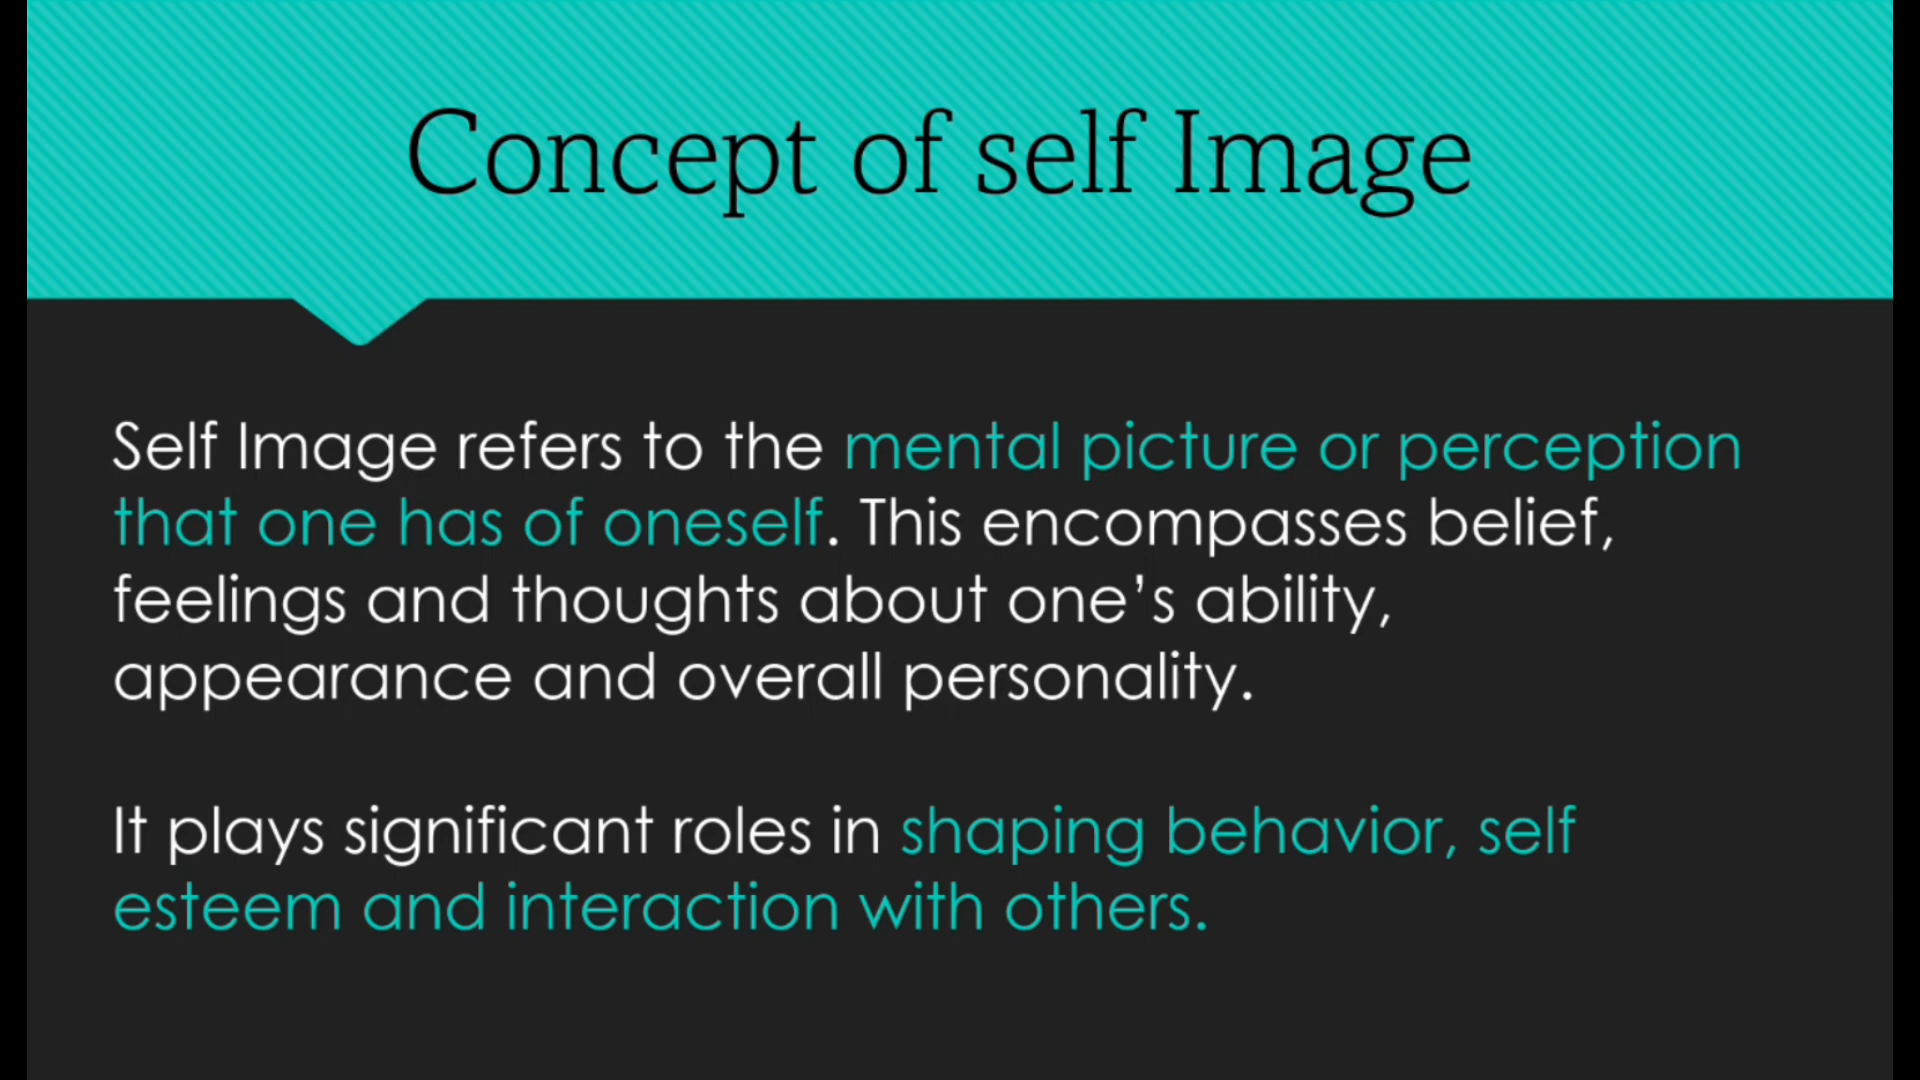 Concept of self Image
Self Image refers to the mental picture or perception
that one has of oneself. This encompasses belief,
feelings and thoughts about one’s ability,
appearance and overall personality.
It plays significant roles in shaping behavior, self
esteem and interaction with others.